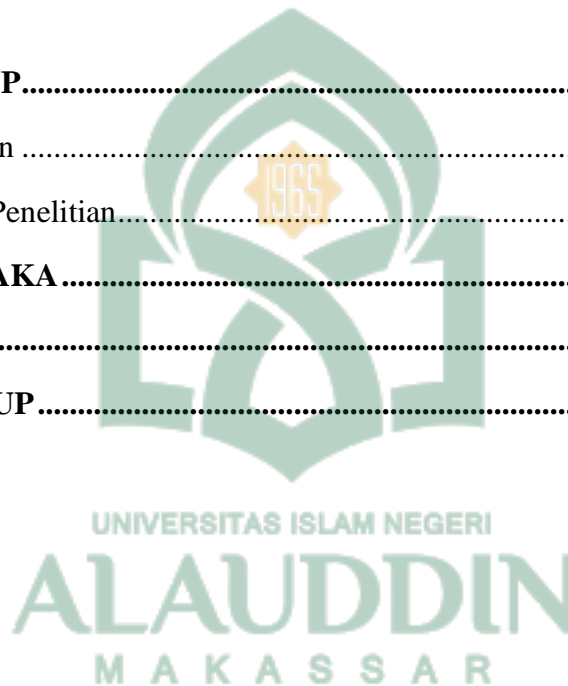 P....................................................................
n ....................................................................
Penelitian.........................................................
1965
AKA................................................................
.......................................................................
UP...................................................................
UNIVERSITAS ISLAM NEGERI
ALAUDDIN
MAKASSAR